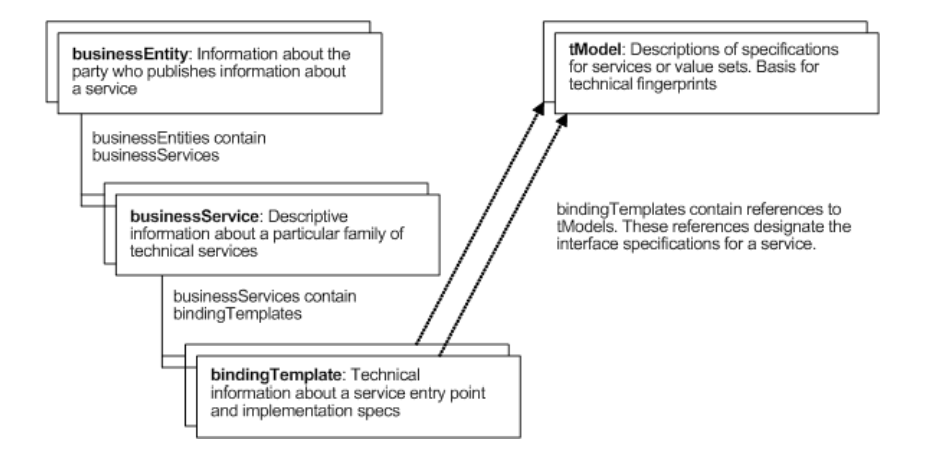 businessEntity: Information about the
party who publishes information about
a service
tModel: Descriptions of specifications
for services or value sets. Basis for
technical fingerprints
businessEntities contain
businessServices
businessService: Descriptive
information about a particular family of
technical services
bindingTemplates contain references to
tModels. These references designate the
interface specifications for a service.
businessServices contain
bindingTemplates
bindingTemplate: Technical
information about a service entry point
and implementation specs